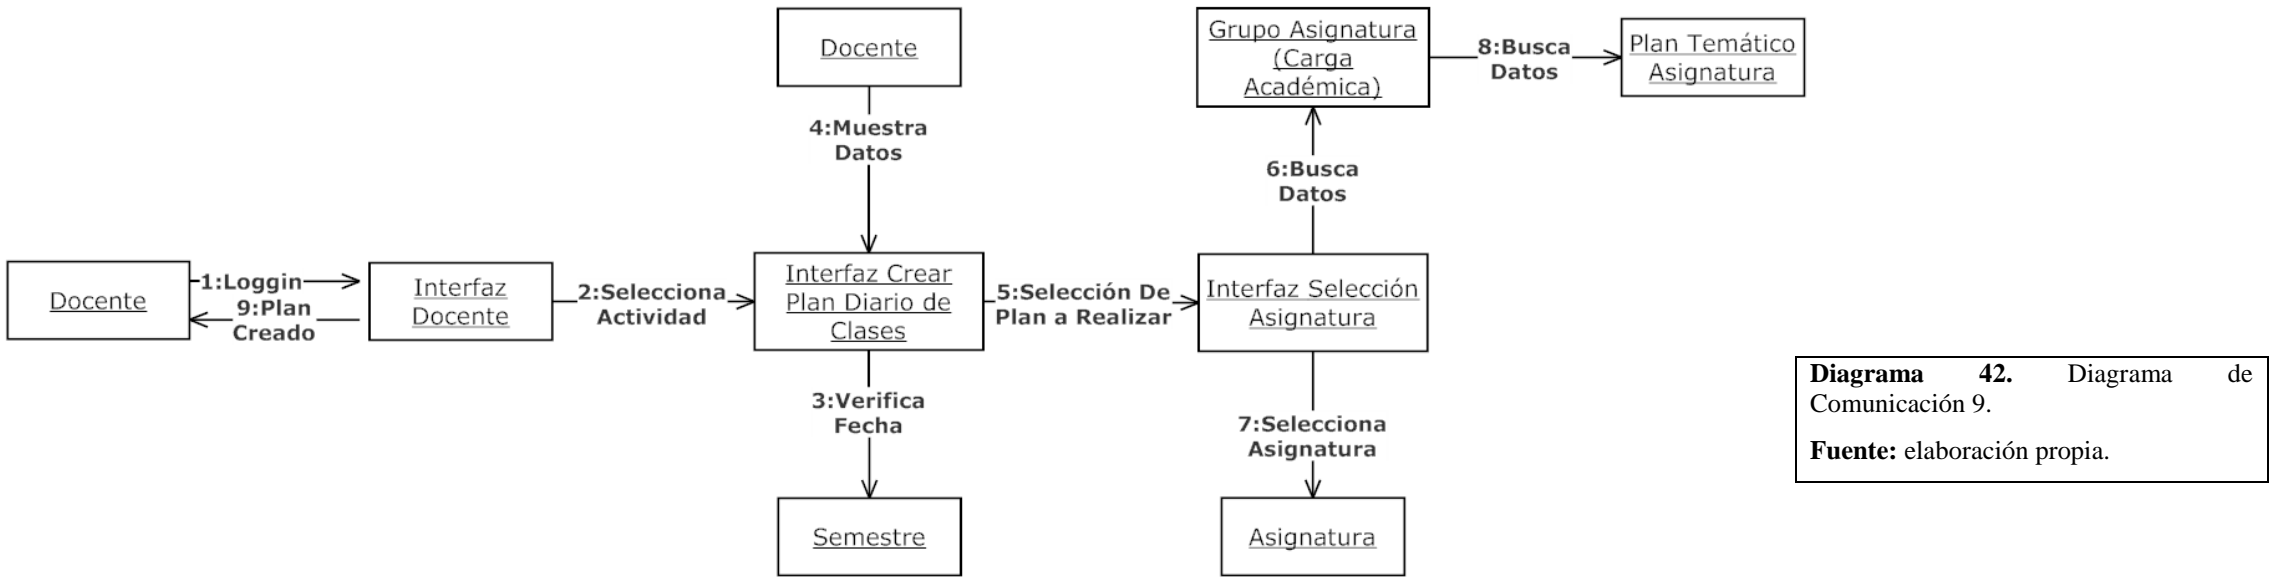 Docente
4:Muestra
Datos
Grupo Asignatura
(Carga
Académica)
8:Busca
Datos
Plan Temático
Asignatura
6:Busca
Datos
Docente
1:Loggin
9:Plan
Creado
Interfaz
Docente
2:Selecciona
Actividad
Interfaz Crear
Plan Diario de
Clases
5:Selección De
Plan a Realizar
Interfaz Selección
Asignatura
3:Verifica
Fecha
7:Selecciona
Asignatura
Semestre
Asignatura
Diagrama 42. Diagrama de
Comunicación 9.
Fuente: elaboración propia.